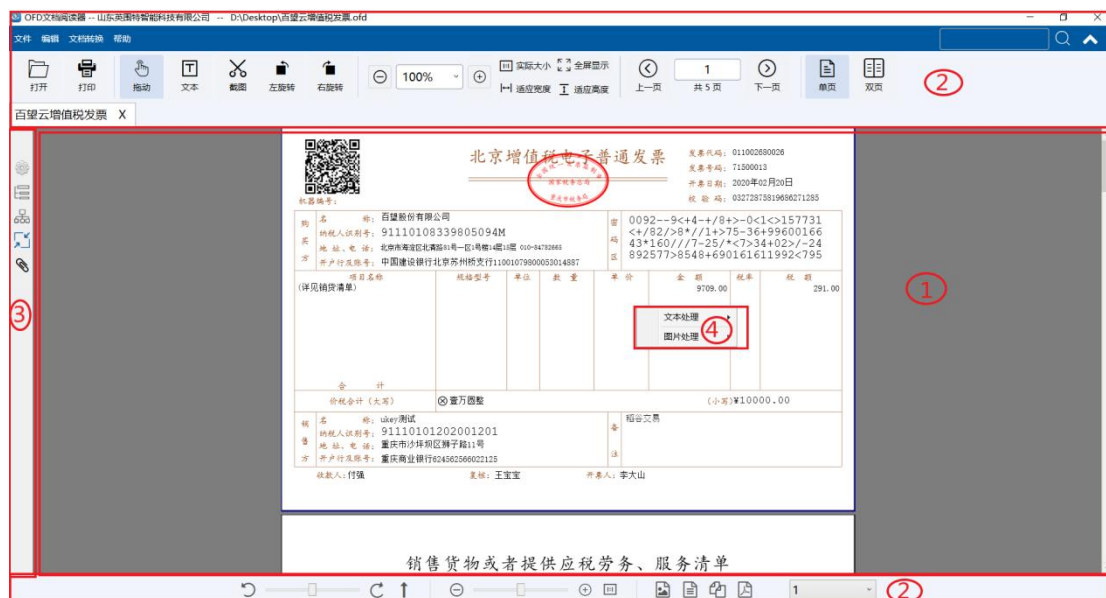 OFD文档阅读器 -- 山东英图特智能科技有限公司 -- D:\Desktop\百望云增值税发票.ofd
文件 编辑 文档转换 帮助
打开 打印 拖动 文本 截图 左旋转 右旋转 100% 实际大小 全屏显示 适应宽度 适应高度 上一页 1 共 5 页 下一页 单页 双页 ②
百望云增值税发票 X
北京增值税电子普通发票
国家税务总局
发票代码: 011002680026
发票号码: 71500013
开票日期: 2020年02月20日
机器编号:
校 验 码: 03272875819686271285
购买方
名 称: 百望股份有限公司
纳税人识别号: 91110108339805094M
地 址、电 话: 北京市海淀区北清路81号一区1号楼14层15层 010-84782665
开户行及账号: 中国建设银行北京苏州桥支行11001079800053014887
密码区
0092--9<+4-+/8+>-0<1<>157731
<+/82/>8*//1+>75-36+99600166
43*160///7-25/*<7>34+02>/-24
892577>8548+690161611992<795
项目名称 规格型号 单位 数 量 单 价 金 额 税率 税 额
(详见销货清单) 9709.00 291.00
①
③
文本处理
图片处理
④
合 计
价税合计（大写） ⊗壹万圆整 (小写)¥10000.00
销售方
名 称: ukey测试
纳税人识别号: 91110101202001201
地 址、电 话: 重庆市沙坪坝区狮子路11号
开户行及账号: 重庆商业银行624562566022125
备注
稻谷交易
收款人: 付强 复核: 王宝宝 开票人: 李大山
销售货物或者提供应税劳务、服务清单
1 ②